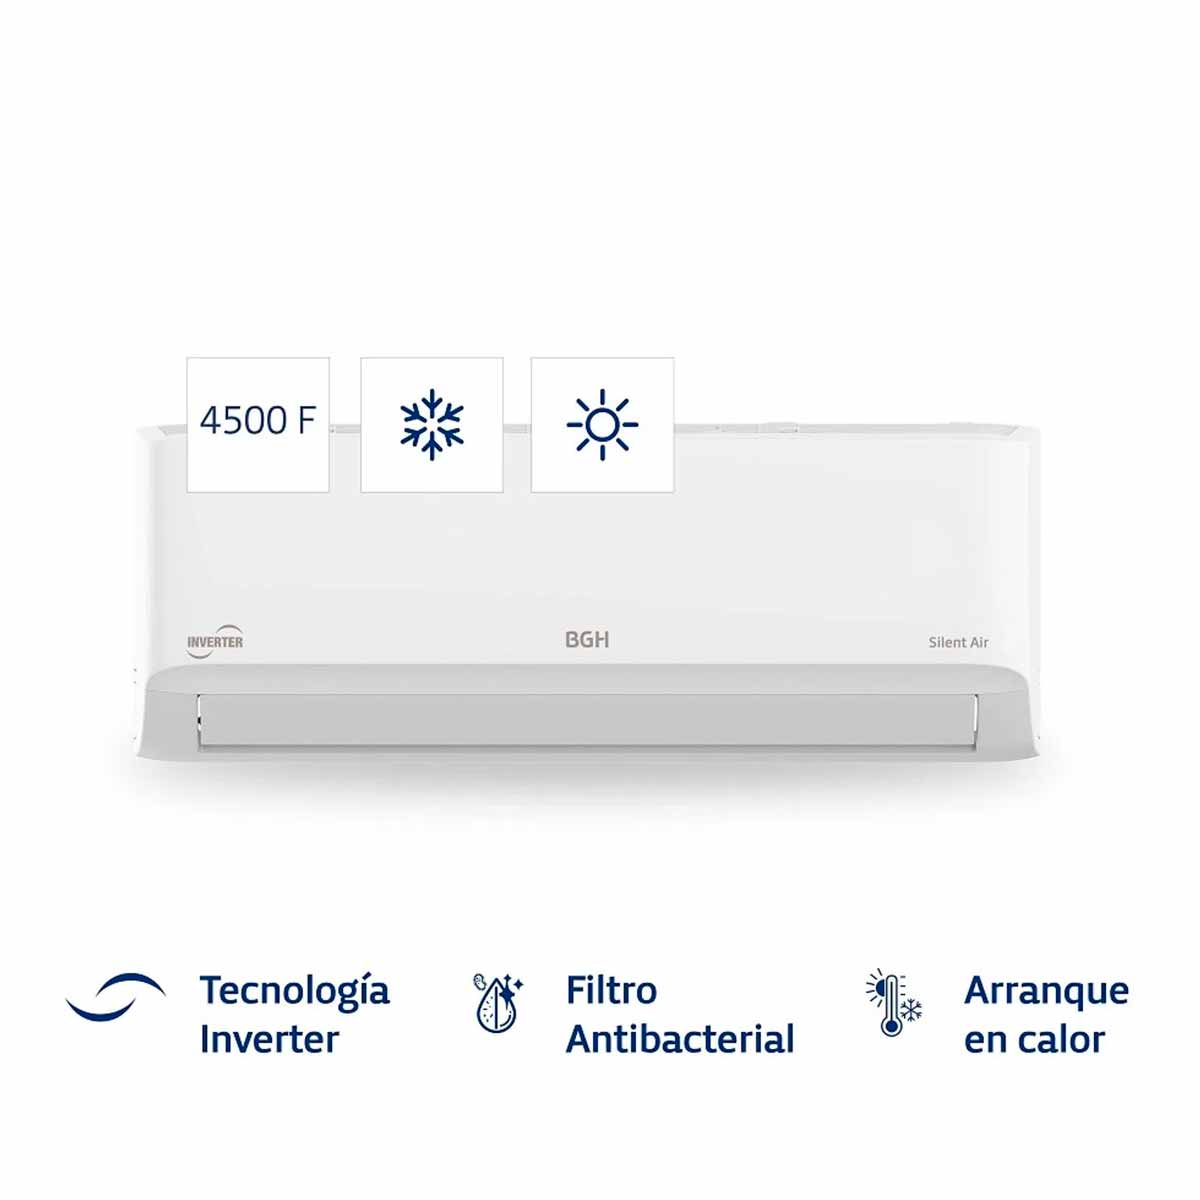 4500 F
INVERTER
BGH
Silent Air
Tecnología
Inverter
Filtro
Antibacterial
Arranque
en calor